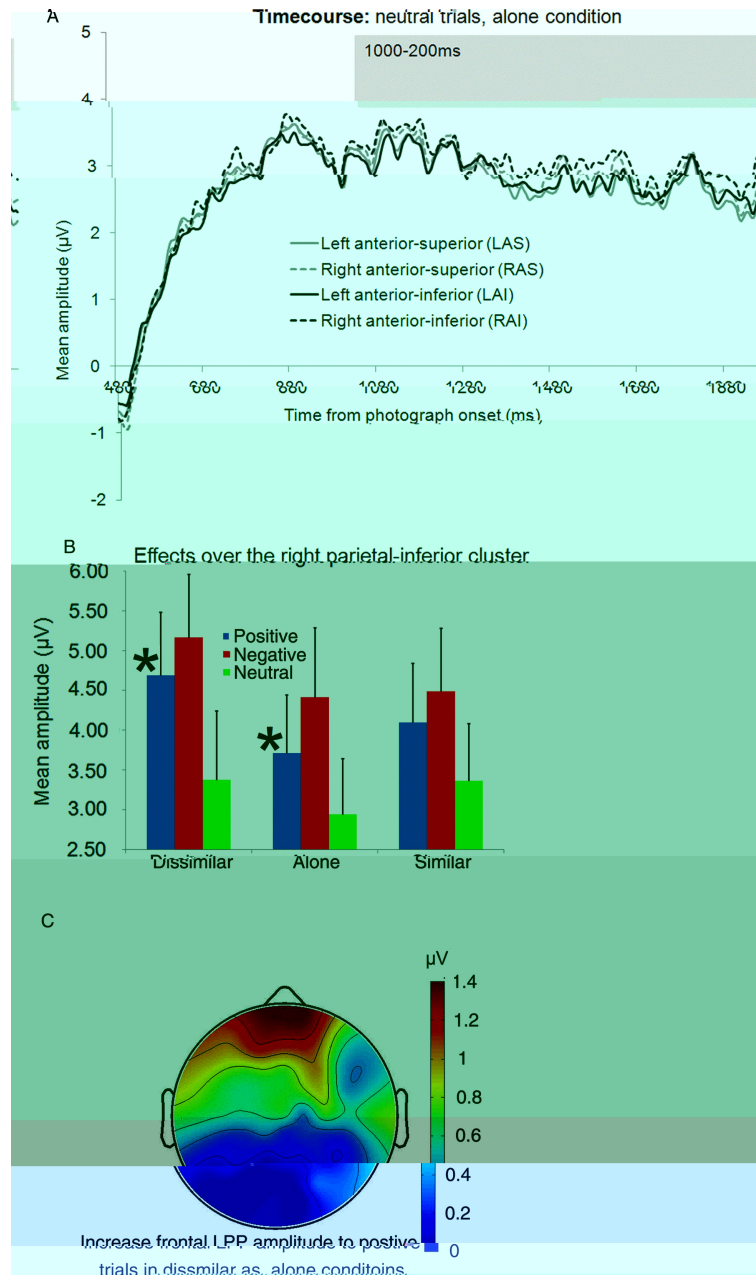 A
Timecourse: neutral trials, alone condition
5
1000-200ms
4
3
2
1
0
-1
-2
Mean amplitude (µV)
Left anterior-superior (LAS)
Right anterior-superior (RAS)
Left anterior-inferior (LAI)
Right anterior-inferior (RAI)
480 680 880 1080 1280 1480 1680 1880
Time from photograph onset (ms)
B
Effects over the right parietal-inferior cluster
6.00
5.50
5.00
4.50
4.00
3.50
3.00
2.50
Mean amplitude (µV)
Positive
Negative
Neutral
* *
Dissimilar Alone Similar
C
µV
1.4
1.2
1
0.8
0.6
0.4
0.2
0
Increase frontal LPP amplitude to postive
trials in dissmilar as. alone conditoins.